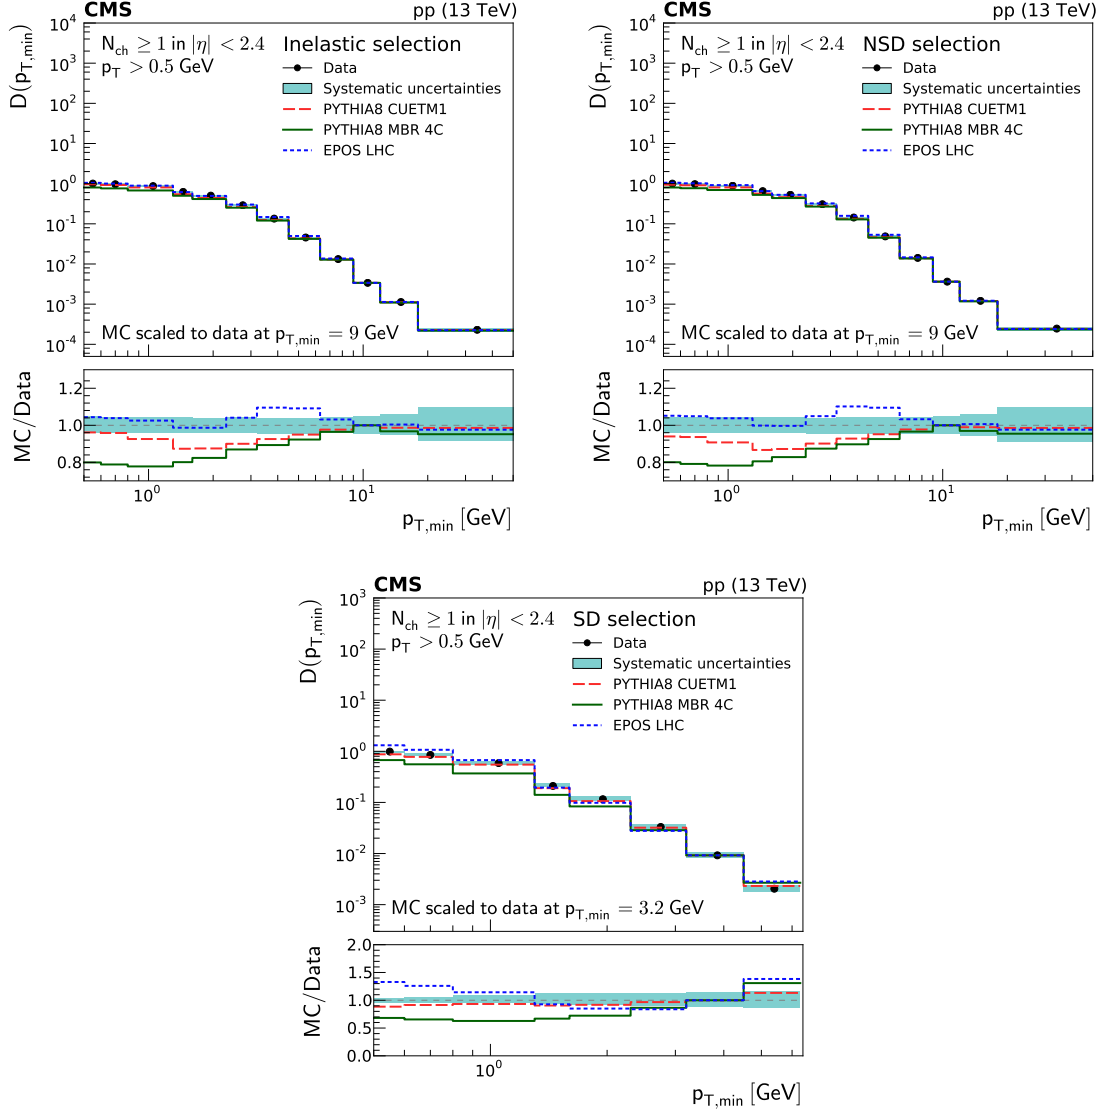 CMS pp (13 TeV)
N_ch ≥ 1 in |η| < 2.4
p_T > 0.5 GeV
Inelastic selection
Data
Systematic uncertainties
PYTHIA8 CUETM1
PYTHIA8 MBR 4C
EPOS LHC
D(p_T,min)
10^4
10^3
10^2
10^1
10^0
10^-1
10^-2
10^-3
10^-4
MC scaled to data at p_T,min = 9 GeV
MC/Data
1.2
1.0
0.8
10^0 10^1
p_T,min [GeV]
CMS pp (13 TeV)
N_ch ≥ 1 in |η| < 2.4
p_T > 0.5 GeV
NSD selection
Data
Systematic uncertainties
PYTHIA8 CUETM1
PYTHIA8 MBR 4C
EPOS LHC
D(p_T,min)
10^4
10^3
10^2
10^1
10^0
10^-1
10^-2
10^-3
10^-4
MC scaled to data at p_T,min = 9 GeV
MC/Data
1.2
1.0
0.8
10^0 10^1
p_T,min [GeV]
CMS pp (13 TeV)
N_ch ≥ 1 in |η| < 2.4
p_T > 0.5 GeV
SD selection
Data
Systematic uncertainties
PYTHIA8 CUETM1
PYTHIA8 MBR 4C
EPOS LHC
D(p_T,min)
10^3
10^2
10^1
10^0
10^-1
10^-2
10^-3
MC scaled to data at p_T,min = 3.2 GeV
MC/Data
2.0
1.5
1.0
0.5
0.0
10^0
p_T,min [GeV]